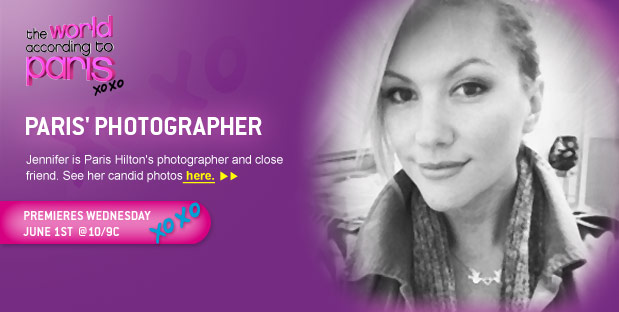 the world
according to
paris
xoxo
PARIS' PHOTOGRAPHER
Jennifer is Paris Hilton's photographer and close
friend. See her candid photos here.
PREMIERES WEDNESDAY
JUNE 1ST @10/9C
XOXO
XOXO